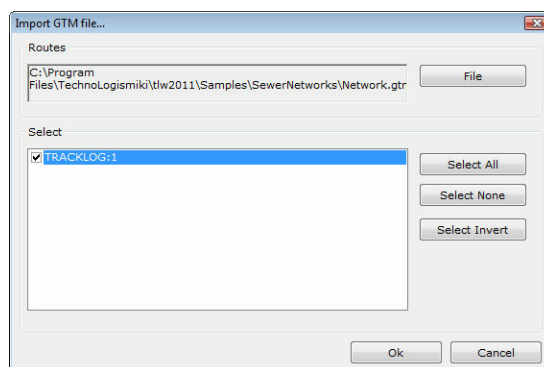 Import GTM file...
Routes
C:\Program
Files\TechnoLogismiki\tlw2011\Samples\SewerNetworks\Network.gtr
File
Select
TRACKLOG:1
Select All
Select None
Select Invert
Ok
Cancel